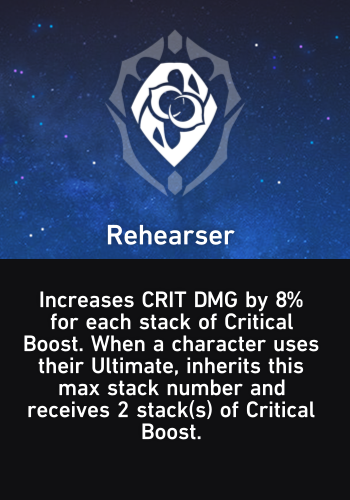 Rehearser
Increases CRIT DMG by 8%
for each stack of Critical
Boost. When a character uses
their Ultimate, inherits this
max stack number and
receives 2 stack(s) of Critical
Boost.